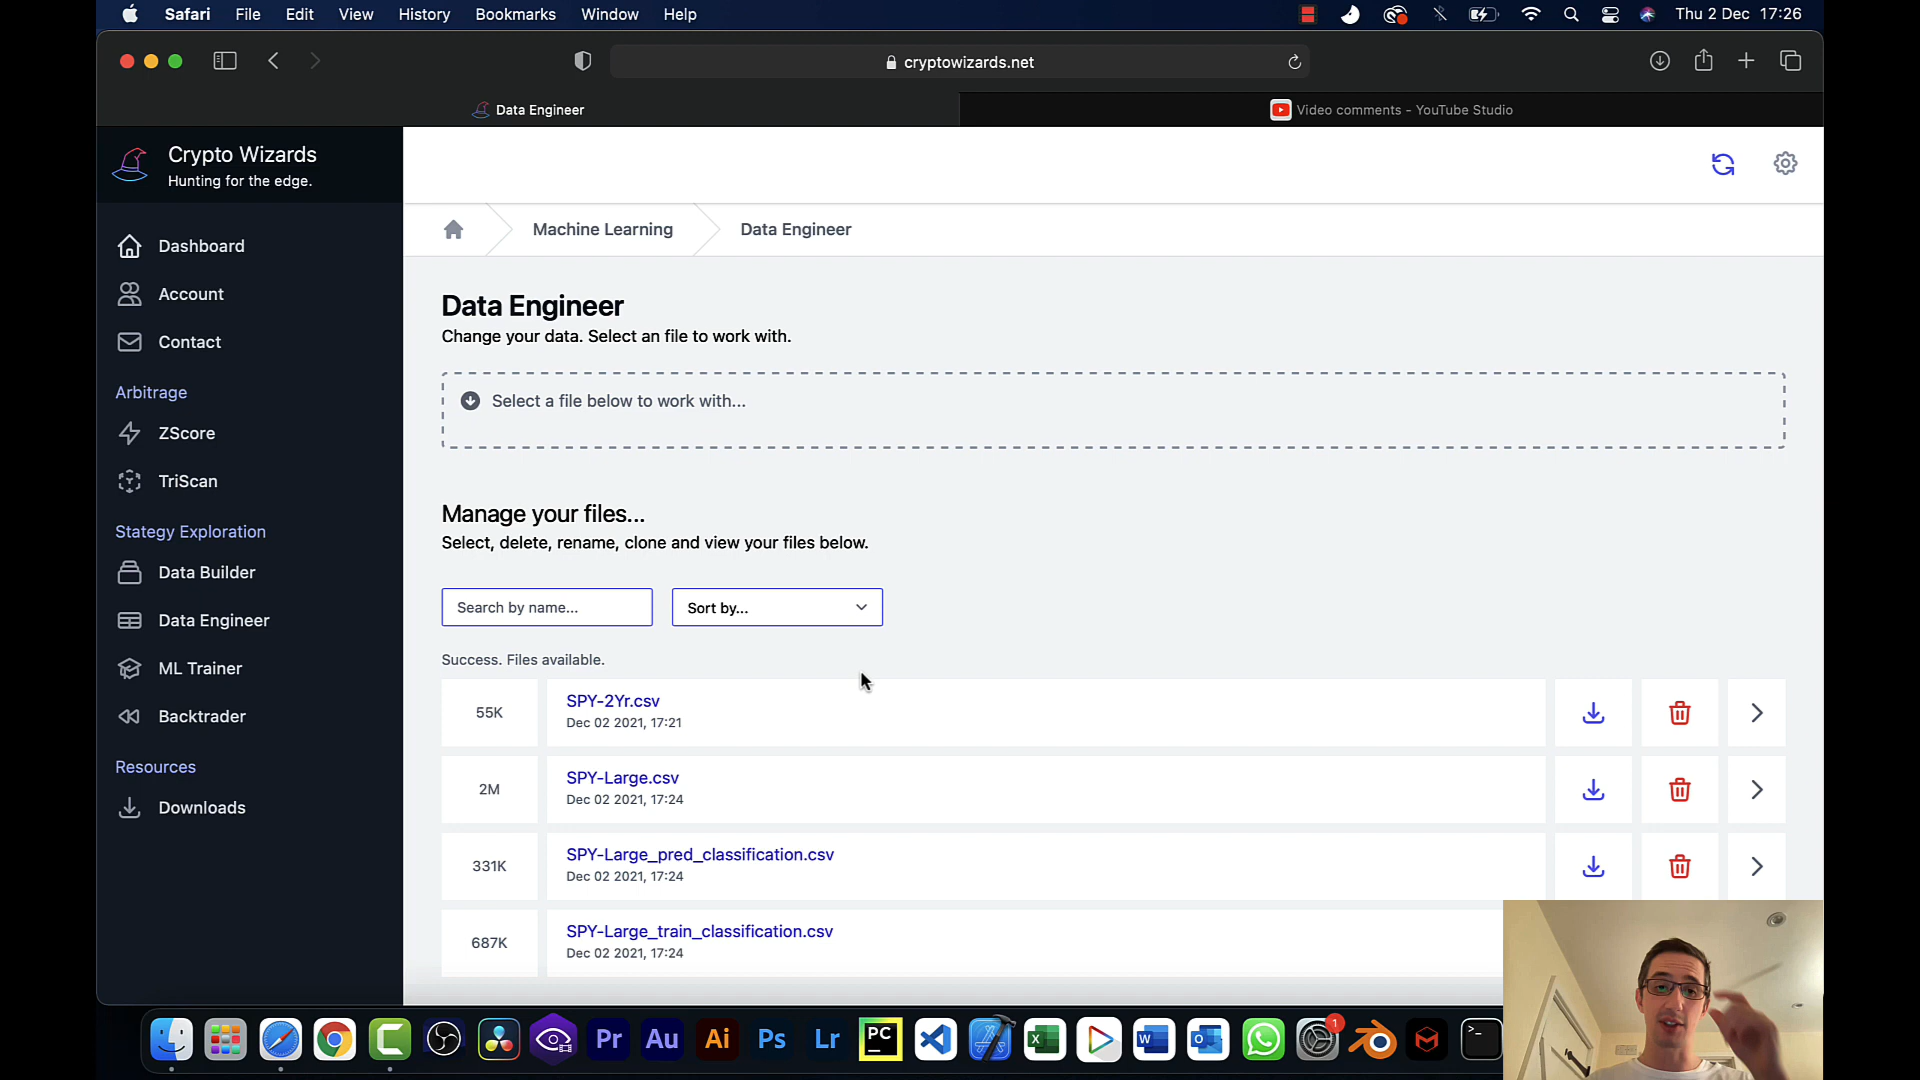 Safari File Edit View History Bookmarks Window Help Thu 2 Dec 17:26
cryptowizards.net
Data Engineer
Video comments - YouTube Studio
Crypto Wizards
Hunting for the edge.
Dashboard
Account
Contact
Arbitrage
ZScore
TriScan
Stategy Exploration
Data Builder
Data Engineer
ML Trainer
Backtrader
Resources
Downloads
Machine Learning
Data Engineer
Data Engineer
Change your data. Select an file to work with.
Select a file below to work with...
Manage your files...
Select, delete, rename, clone and view your files below.
Search by name...
Sort by...
Success. Files available.
55K
SPY-2Yr.csv
Dec 02 2021, 17:21
2M
SPY-Large.csv
Dec 02 2021, 17:24
331K
SPY-Large_pred_classification.csv
Dec 02 2021, 17:24
687K
SPY-Large_train_classification.csv
Dec 02 2021, 17:24
Pr Au Ai Ps Lr PC W O 1